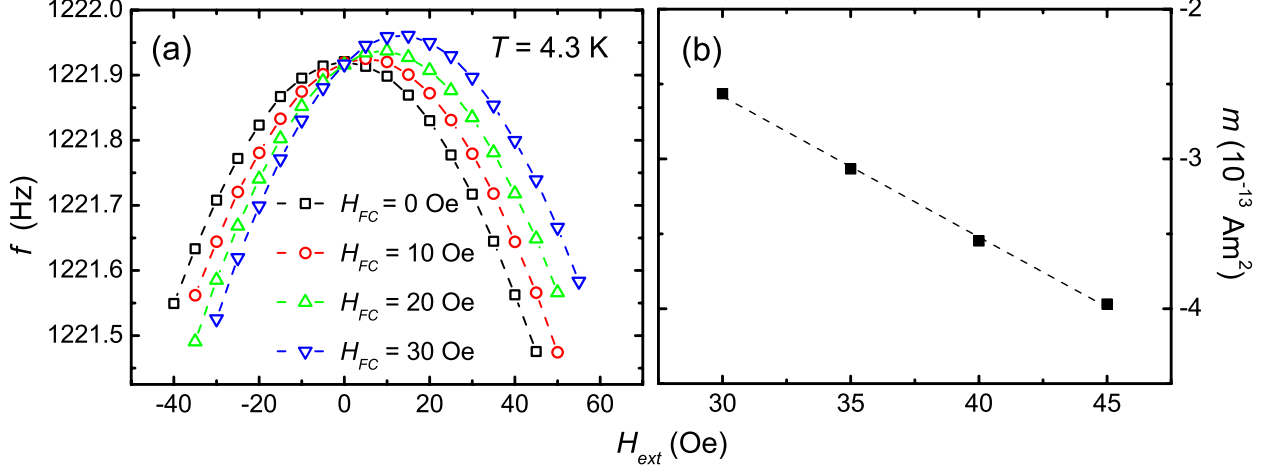 (a)
T = 4.3 K
1222.0
1221.9
1221.8
1221.7
1221.6
1221.5
f (Hz)
H_FC = 0 Oe
H_FC = 10 Oe
H_FC = 20 Oe
H_FC = 30 Oe
-40 -20 0 20 40 60
(b)
-2
-3
-4
m (10^-13 Am^2)
30 35 40 45
H_ext (Oe)